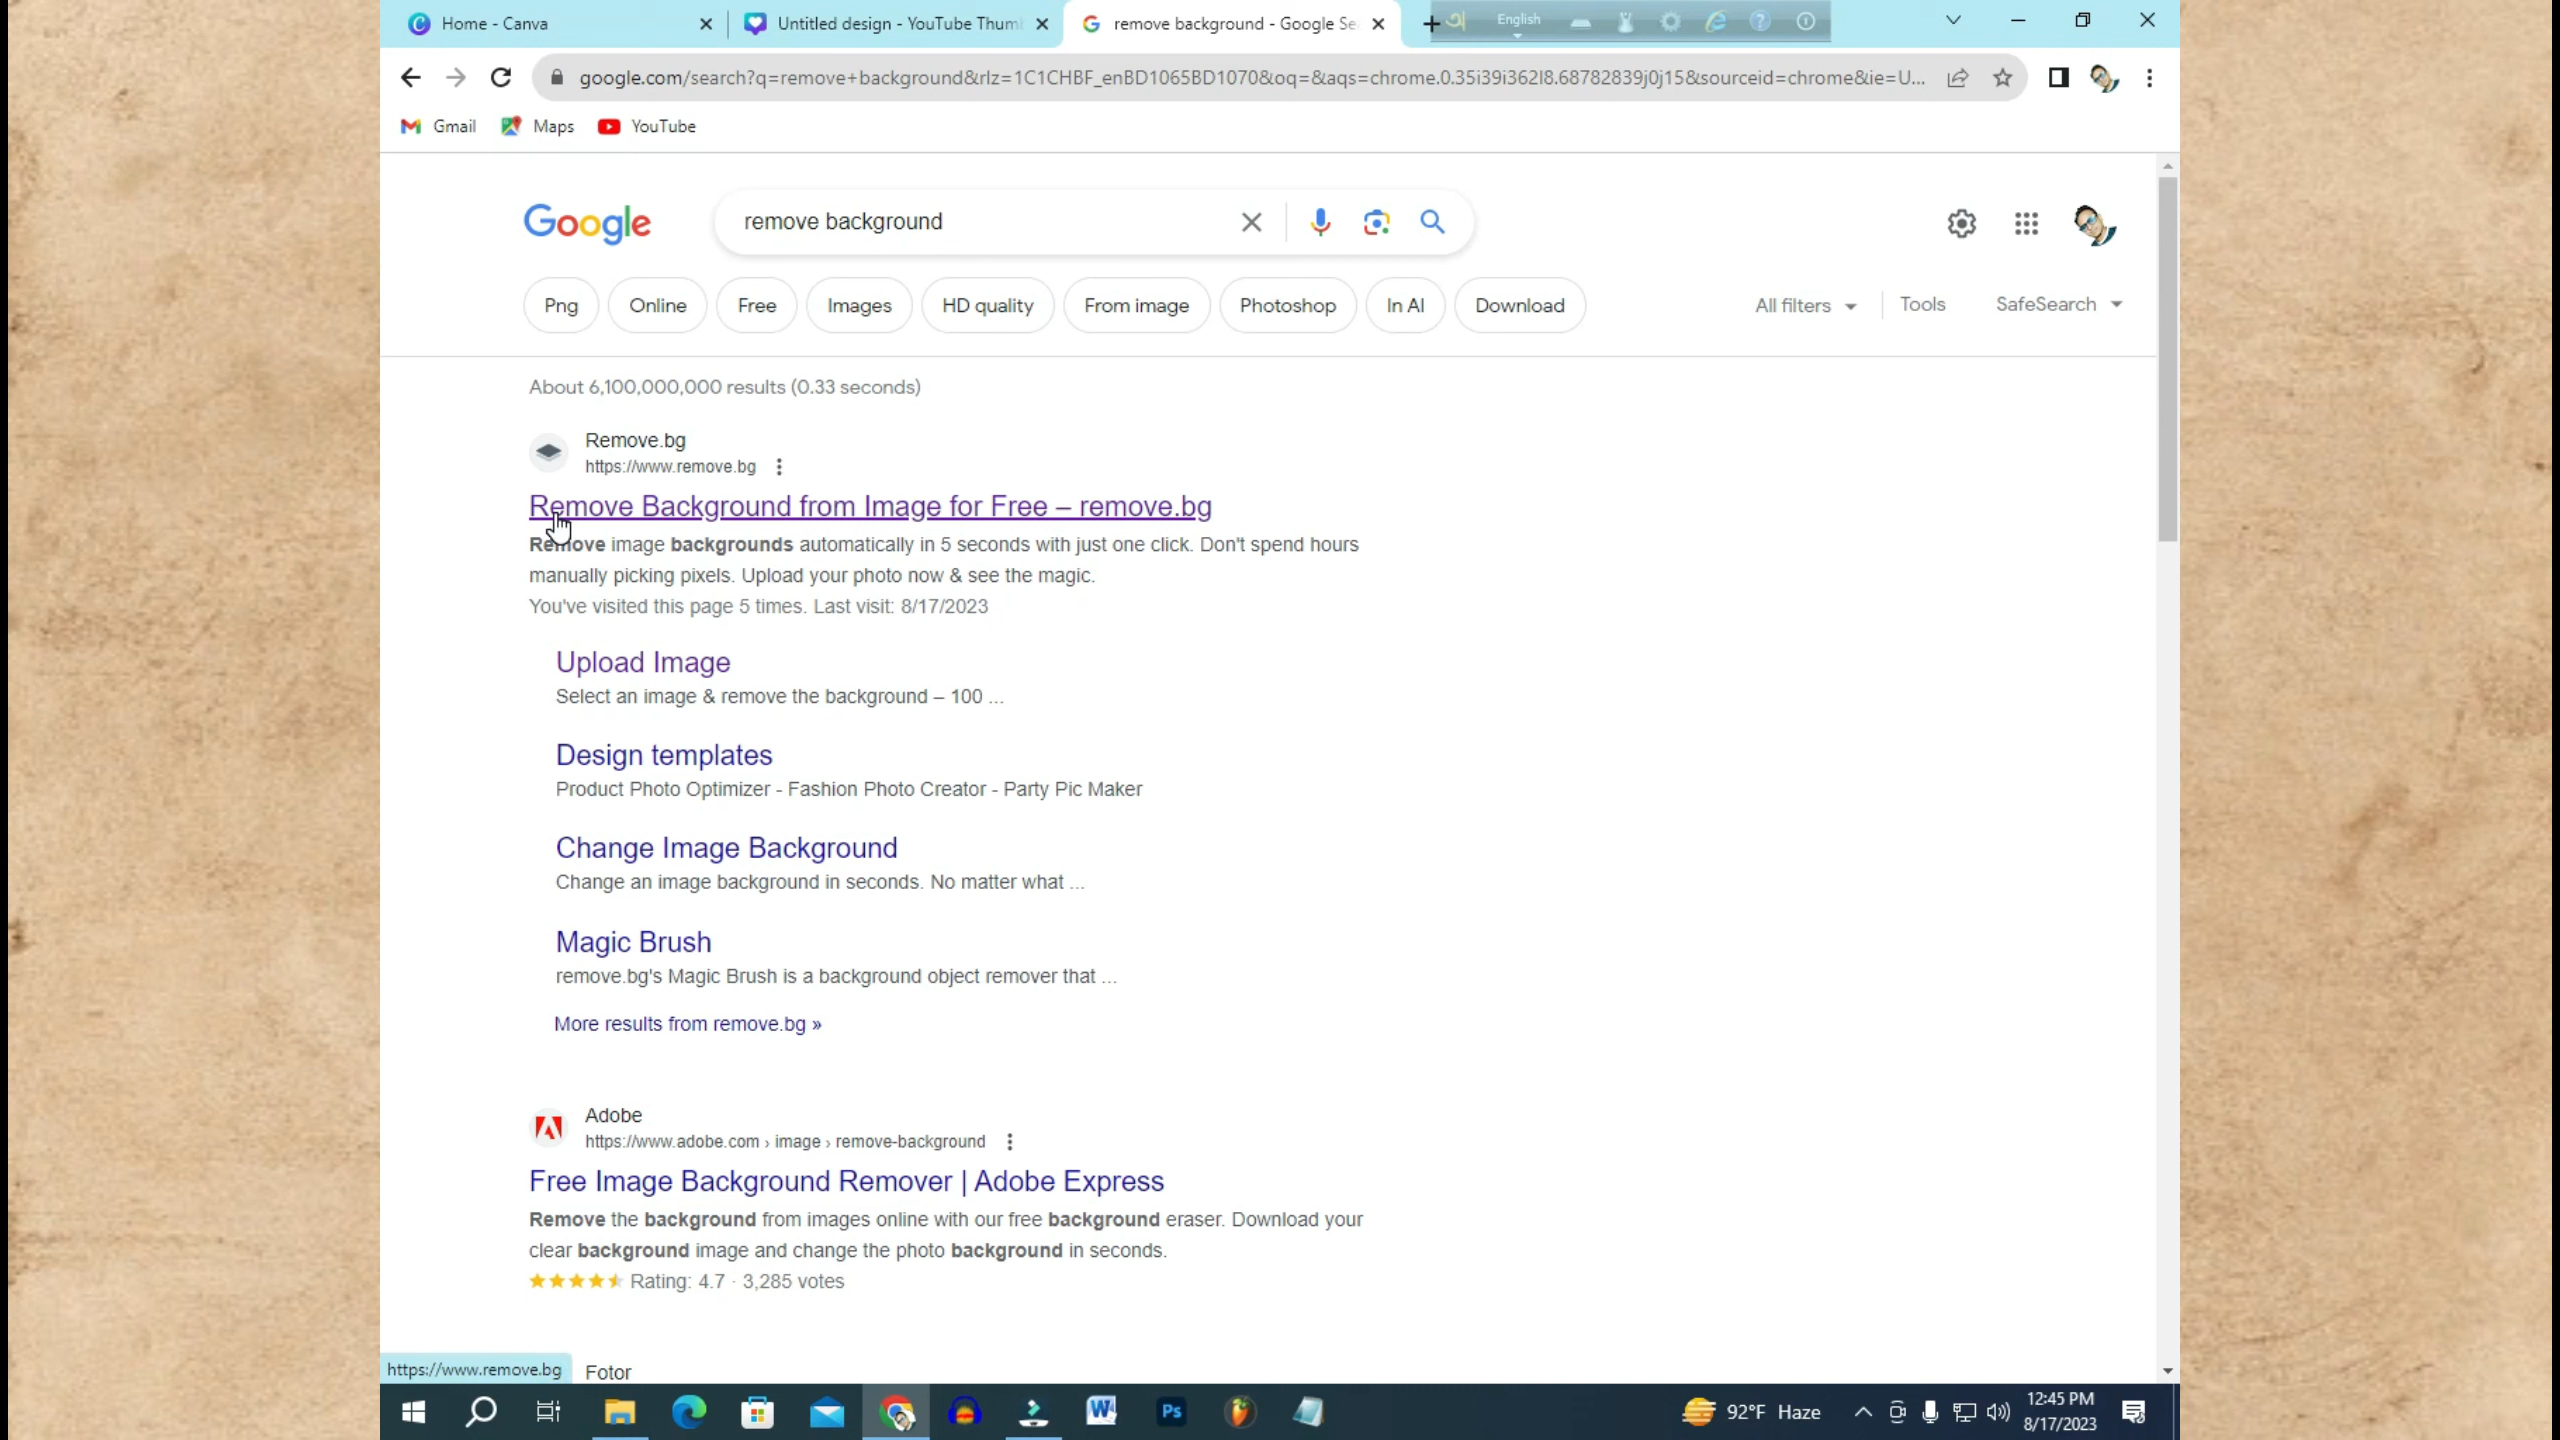 Home - Canva
Untitled design - YouTube Thum
remove background - Google Se
English
google.com/search?q=remove+background&rlz=1C1CHBF_enBD1065BD1070&oq=&aqs=chrome.0.35i39i362l8.68782839j0j15&sourceid=chrome&ie=U...
Gmail
Maps
YouTube
Google
remove background
Png
Online
Free
Images
HD quality
From image
Photoshop
In AI
Download
All filters
Tools
SafeSearch
About 6,100,000,000 results (0.33 seconds)
Remove.bg
https://www.remove.bg
Remove Background from Image for Free – remove.bg
Remove image backgrounds automatically in 5 seconds with just one click. Don't spend hours
manually picking pixels. Upload your photo now & see the magic.
You've visited this page 5 times. Last visit: 8/17/2023
Upload Image
Select an image & remove the background – 100 ...
Design templates
Product Photo Optimizer - Fashion Photo Creator - Party Pic Maker
Change Image Background
Change an image background in seconds. No matter what ...
Magic Brush
remove.bg's Magic Brush is a background object remover that ...
More results from remove.bg »
Adobe
https://www.adobe.com › image › remove-background
Free Image Background Remover | Adobe Express
Remove the background from images online with our free background eraser. Download your
clear background image and change the photo background in seconds.
Rating: 4.7 · 3,285 votes
https://www.remove.bg
Fotor
W
Ps
92°F Haze
12:45 PM
8/17/2023